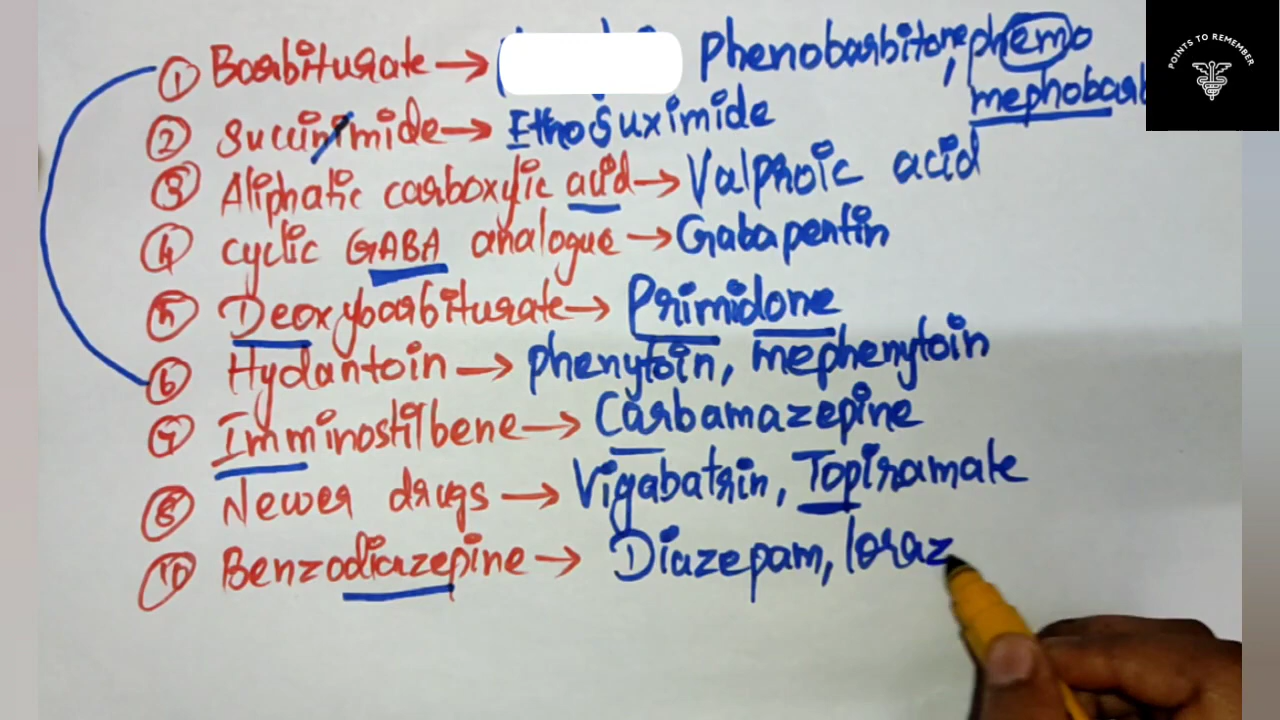 POINTS TO REMEMBER
① Barbiturate → Phenobarbitone, phemo
mephobarb
② Succinimide → Ethosuximide
③ Aliphatic carboxylic acid → Valproic acid
④ Cyclic GABA analogue → Gabapentin
⑤ Deoxybarbiturate → Primidone
⑥ Hydantoin → phenytoin, mephenytoin
⑦ Imminostilbene → Carbamazepine
⑧ Newer drugs → Vigabatrin, Topiramate
⑩ Benzodiazepine → Diazepam, loraz